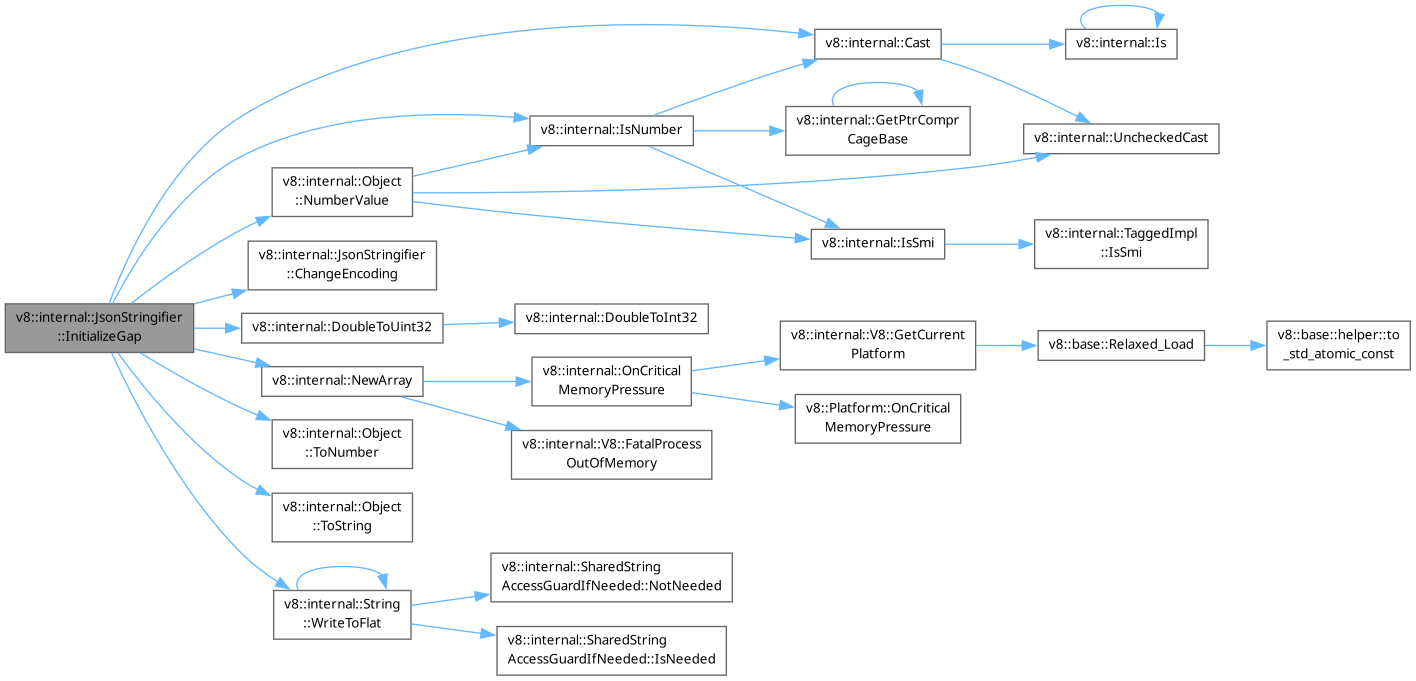 v8::internal::JsonStringifier
::InitializeGap
v8::internal::Cast
v8::internal::Is
v8::internal::UncheckedCast
v8::internal::IsNumber
v8::internal::GetPtrCompr
CageBase
v8::internal::IsSmi
v8::internal::TaggedImpl
::IsSmi
v8::internal::Object
::NumberValue
v8::internal::JsonStringifier
::ChangeEncoding
v8::internal::DoubleToUint32
v8::internal::DoubleToInt32
v8::internal::NewArray
v8::internal::OnCritical
MemoryPressure
v8::internal::V8::GetCurrent
Platform
v8::base::Relaxed_Load
v8::base::helper::to
_std_atomic_const
v8::Platform::OnCritical
MemoryPressure
v8::internal::V8::FatalProcess
OutOfMemory
v8::internal::Object
::ToNumber
v8::internal::Object
::ToString
v8::internal::String
::WriteToFlat
v8::internal::SharedString
AccessGuardIfNeeded::NotNeeded
v8::internal::SharedString
AccessGuardIfNeeded::IsNeeded